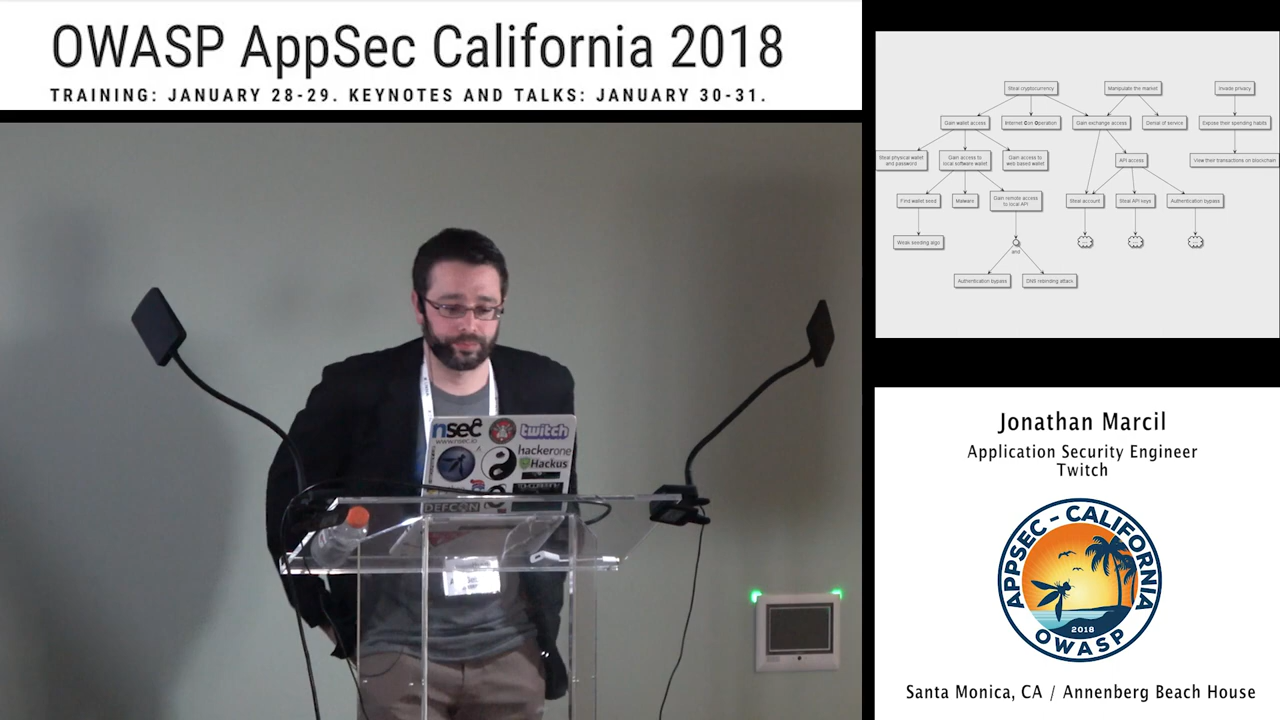 OWASP AppSec California 2018
TRAINING: JANUARY 28-29. KEYNOTES AND TALKS: JANUARY 30-31.
Steal cryptocurrency
Manipulate the market
Invade privacy
Gain wallet access
Internet Coin Operation
Gain exchange access
Denial of service
Expose their spending habits
Steal physical wallet
and password
Gain access to
local software wallet
Gain access to
web based wallet
API access
View their transactions on blockchain
Find wallet seed
Malware
Gain remote access
to local API
Steal account
Steal API keys
Authentication bypass
Weak seeding algo
and
Authentication bypass
DNS rebinding attack
nsec
www.nsec.io
twitch
hackerone
Hackus
DEFCON
Jonathan Marcil
Application Security Engineer
Twitch
APPSEC - CALIFORNIA
2018
OWASP
Santa Monica, CA / Annenberg Beach House